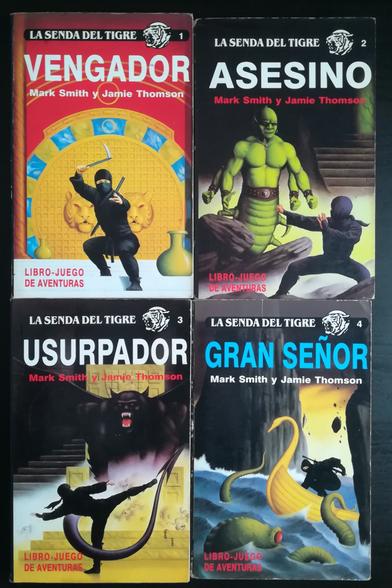 LA SENDA DEL TIGRE 1
VENGADOR
Mark Smith y Jamie Thomson
LIBRO-JUEGO
DE AVENTURAS
LA SENDA DEL TIGRE 2
ASESINO
Mark Smith y Jamie Thomson
LIBRO-JUEGO
DE AVENTURAS
LA SENDA DEL TIGRE 3
USURPADOR
Mark Smith y Jamie Thomson
LIBRO-JUEGO
DE AVENTURAS
LA SENDA DEL TIGRE 4
GRAN SEÑOR
Mark Smith y Jamie Thomson
LIBRO-JUEGO
DE AVENTURAS